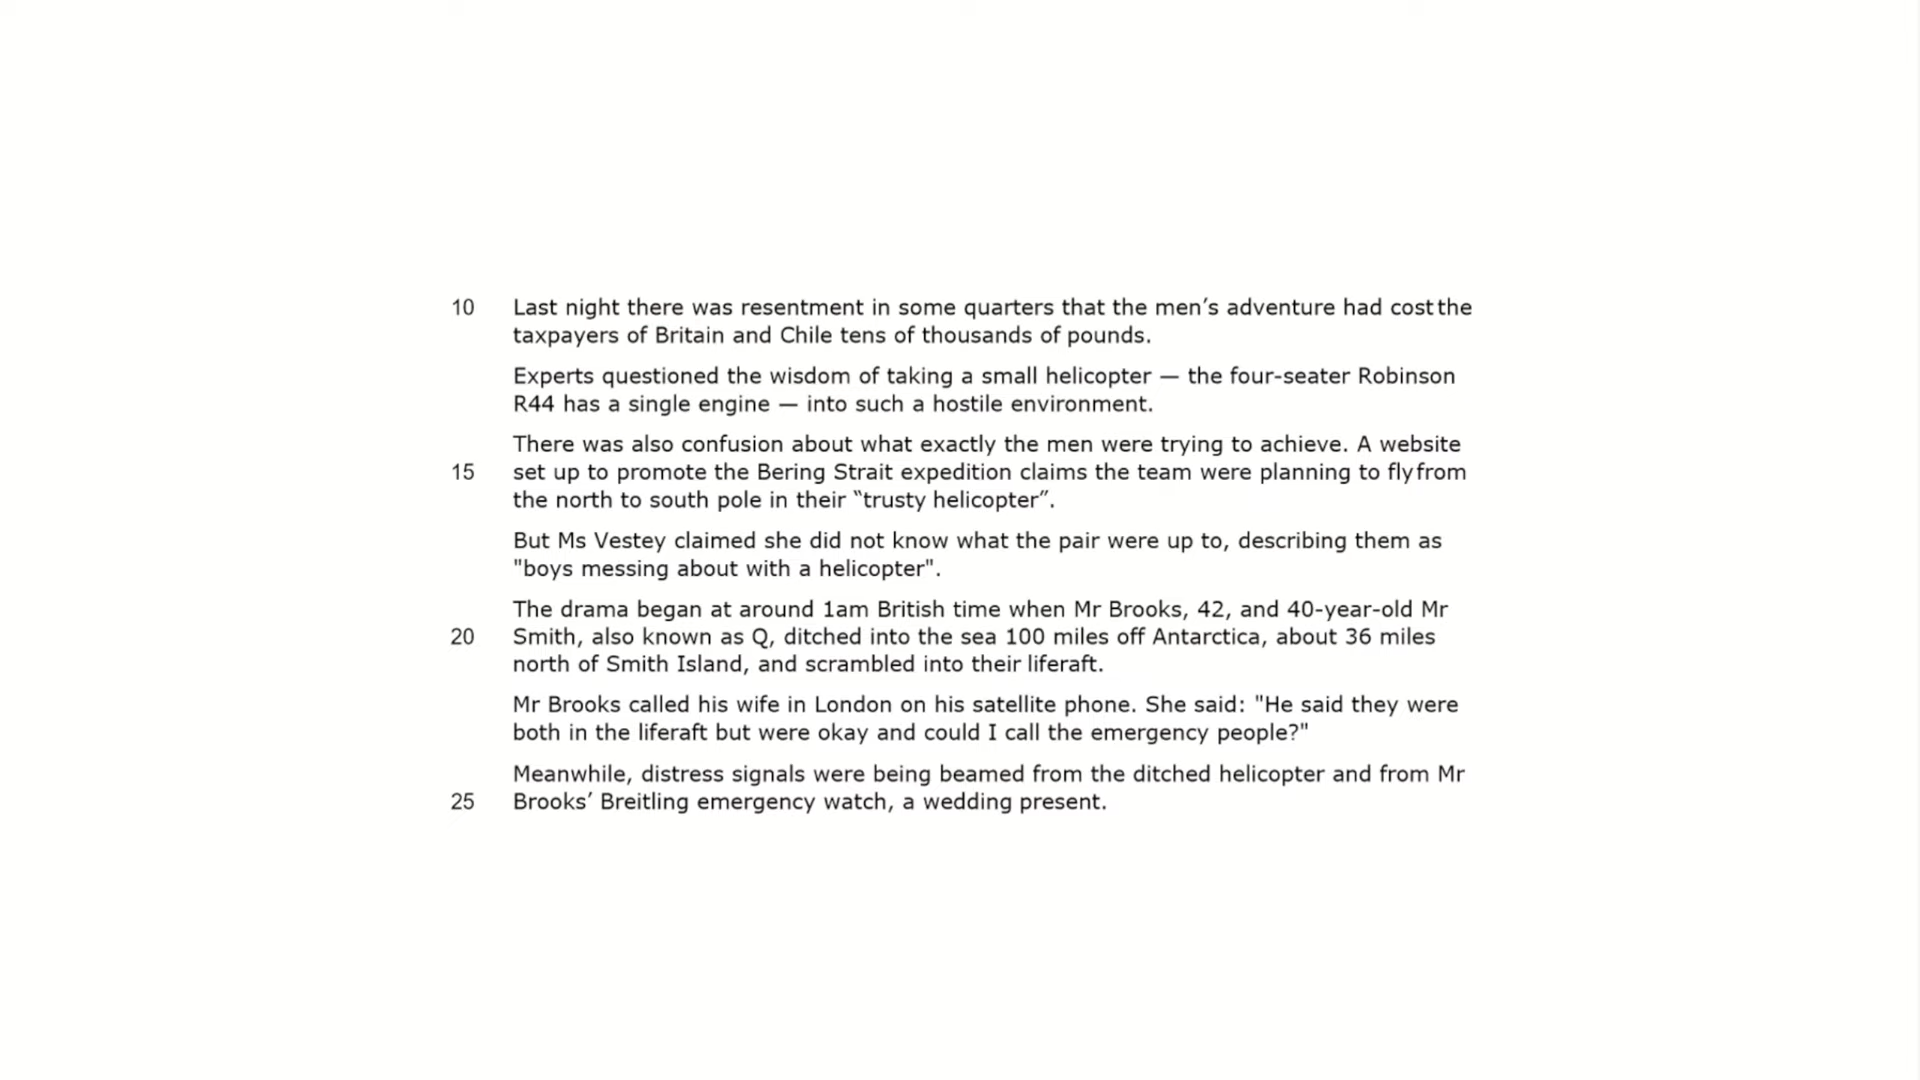 10 Last night there was resentment in some quarters that the men’s adventure had cost the
taxpayers of Britain and Chile tens of thousands of pounds.
Experts questioned the wisdom of taking a small helicopter — the four-seater Robinson
R44 has a single engine — into such a hostile environment.
There was also confusion about what exactly the men were trying to achieve. A website
15 set up to promote the Bering Strait expedition claims the team were planning to fly from
the north to south pole in their “trusty helicopter”.
But Ms Vestey claimed she did not know what the pair were up to, describing them as
"boys messing about with a helicopter".
The drama began at around 1am British time when Mr Brooks, 42, and 40-year-old Mr
20 Smith, also known as Q, ditched into the sea 100 miles off Antarctica, about 36 miles
north of Smith Island, and scrambled into their liferaft.
Mr Brooks called his wife in London on his satellite phone. She said: "He said they were
both in the liferaft but were okay and could I call the emergency people?"
Meanwhile, distress signals were being beamed from the ditched helicopter and from Mr
25 Brooks’ Breitling emergency watch, a wedding present.